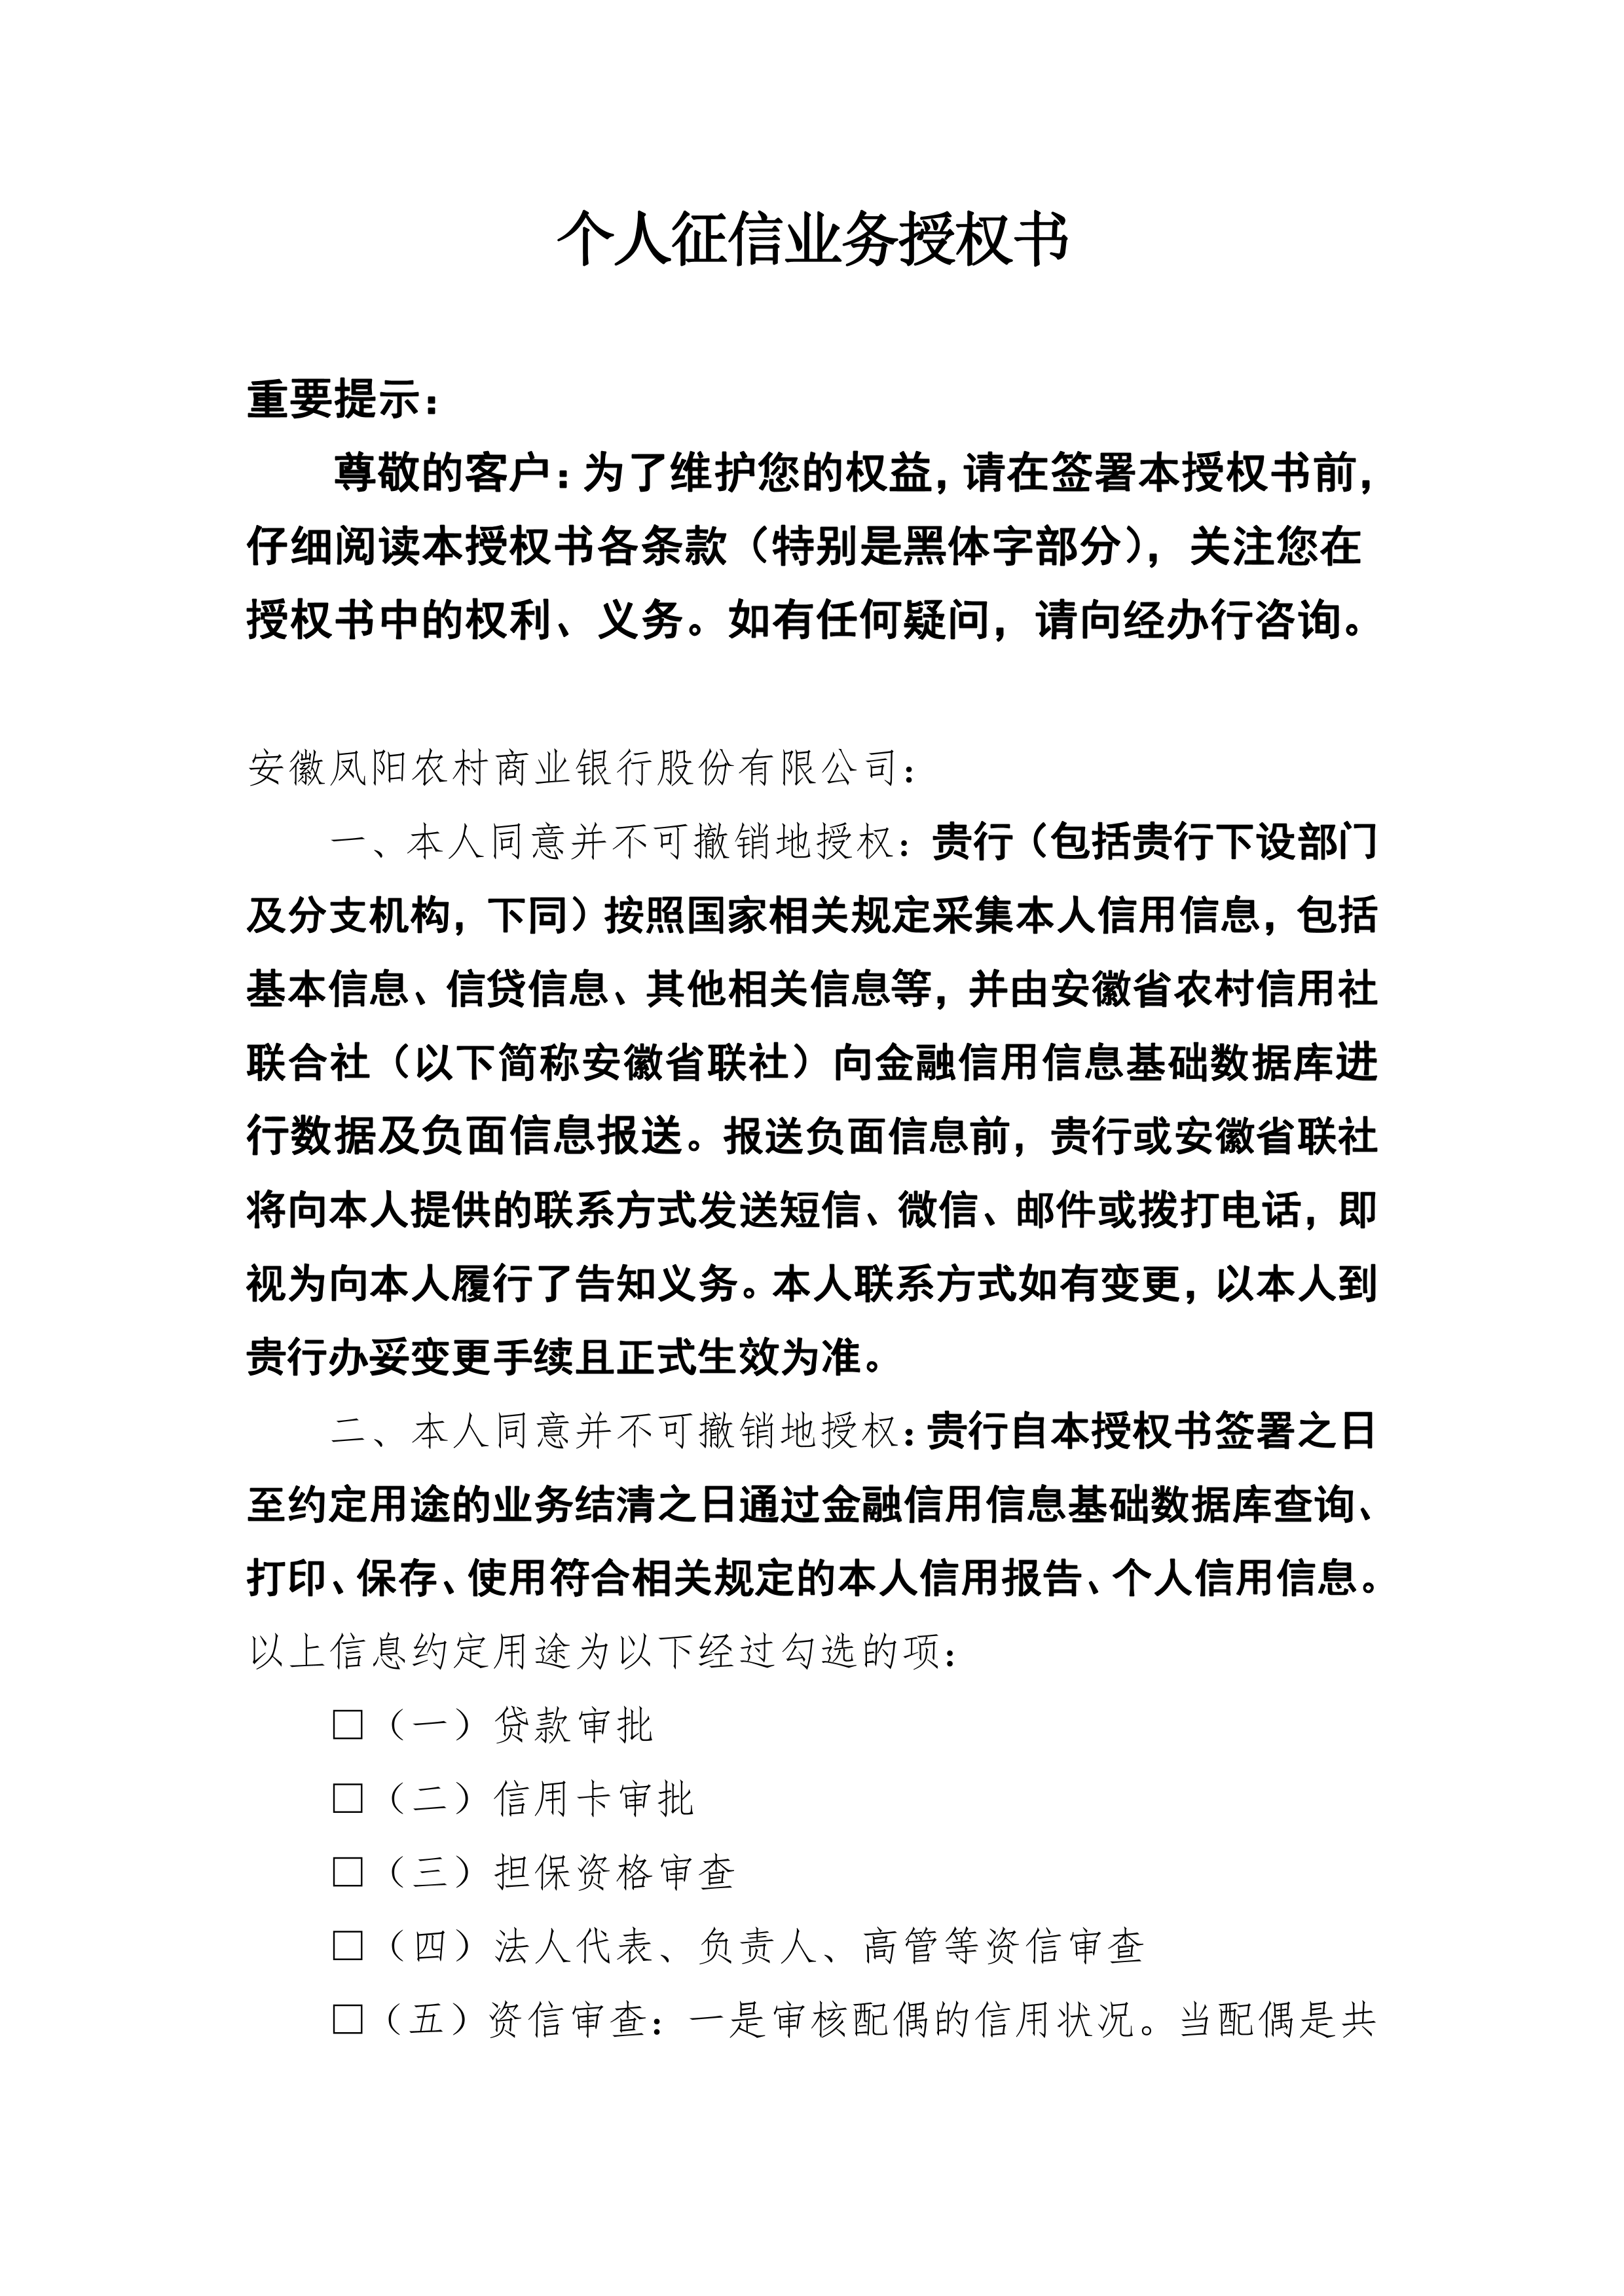 个人征信业务授权书
重要提示：
尊敬的客户：为了维护您的权益，请在签署本授权书前，
仔细阅读本授权书各条款（特别是黑体字部分），关注您在
授权书中的权利、义务。如有任何疑问，请向经办行咨询。
安徽凤阳农村商业银行股份有限公司：
一、本人同意并不可撤销地授权：贵行（包括贵行下设部门
及分支机构，下同）按照国家相关规定采集本人信用信息，包括
基本信息、信贷信息、其他相关信息等，并由安徽省农村信用社
联合社（以下简称安徽省联社）向金融信用信息基础数据库进
行数据及负面信息报送。报送负面信息前，贵行或安徽省联社
将向本人提供的联系方式发送短信、微信、邮件或拨打电话，即
视为向本人履行了告知义务。本人联系方式如有变更，以本人到
贵行办妥变更手续且正式生效为准。
二、本人同意并不可撤销地授权：贵行自本授权书签署之日
至约定用途的业务结清之日通过金融信用信息基础数据库查询、
打印、保存、使用符合相关规定的本人信用报告、个人信用信息。
以上信息约定用途为以下经过勾选的项：
□（一）贷款审批
□（二）信用卡审批
□（三）担保资格审查
□（四）法人代表、负责人、高管等资信审查
□（五）资信审查：一是审核配偶的信用状况。当配偶是共